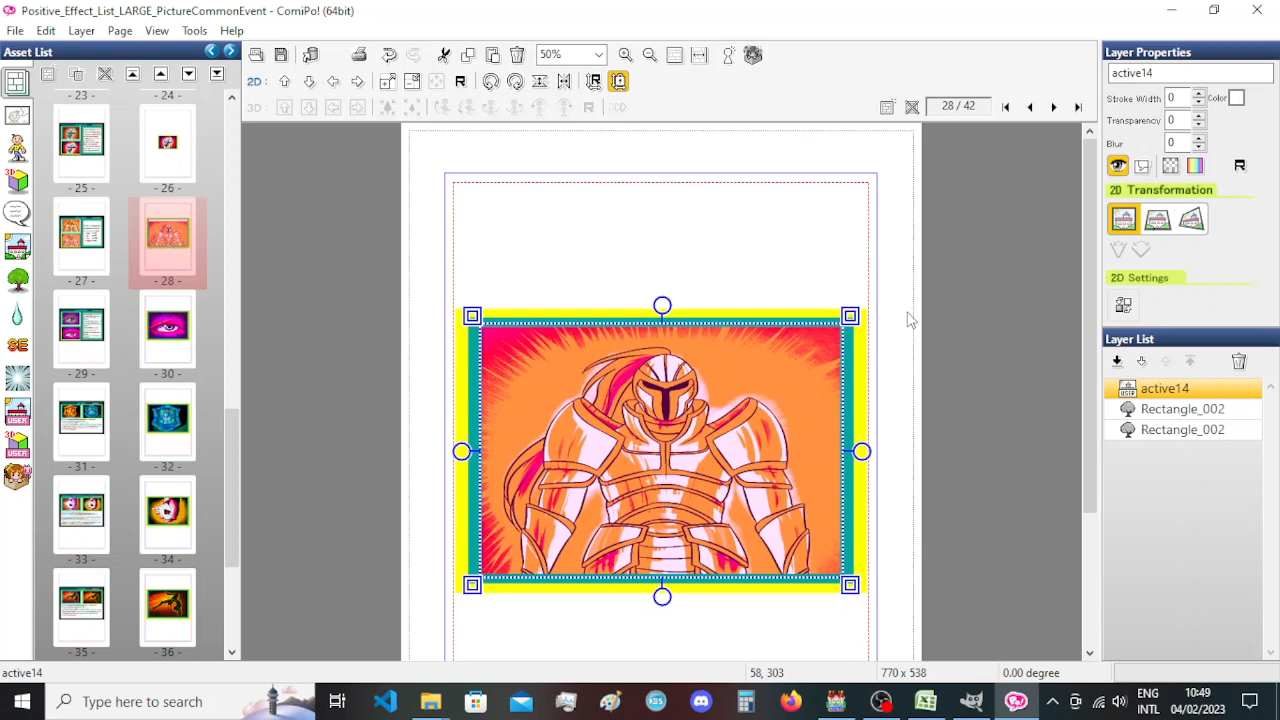 Positive_Effect_List_LARGE_PictureCommonEvent - ComiPo! (64bit)
File Edit Layer Page View Tools Help
Asset List
50%
2D:
3D:
28 / 42
- 23 - - 24 -
- 25 - - 26 -
- 27 - - 28 -
- 29 - - 30 -
- 31 - - 32 -
- 33 - - 34 -
- 35 - - 36 -
3D
SE
USER
3D
USER
Layer Properties
active14
Stroke Width 0 Color
Transparency 0
Blur 0
R
2D Transformation
2D Settings
Layer List
active14
Rectangle_002
Rectangle_002
active14 58, 303 770 x 538 0.00 degree
Type here to search
ENG
INTL
10:49
04/02/2023